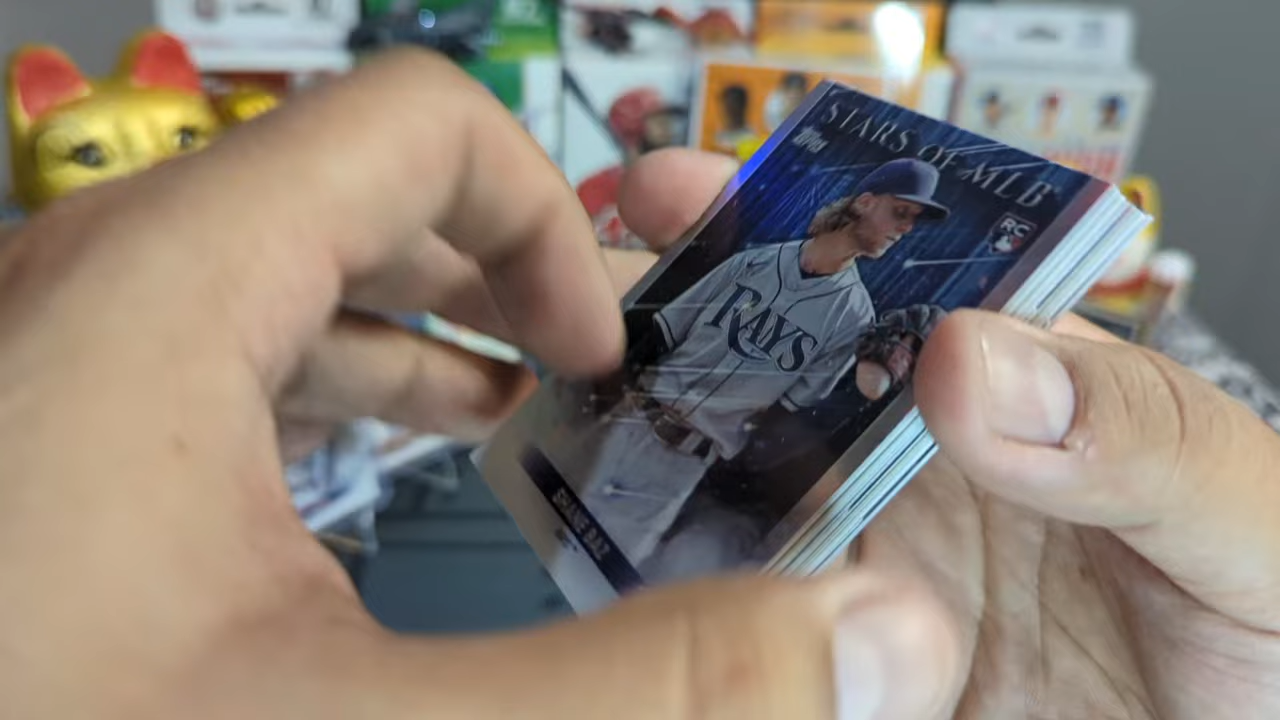 STARS OF MLB
TOPPS
RC
RAYS
SHANE BAZ